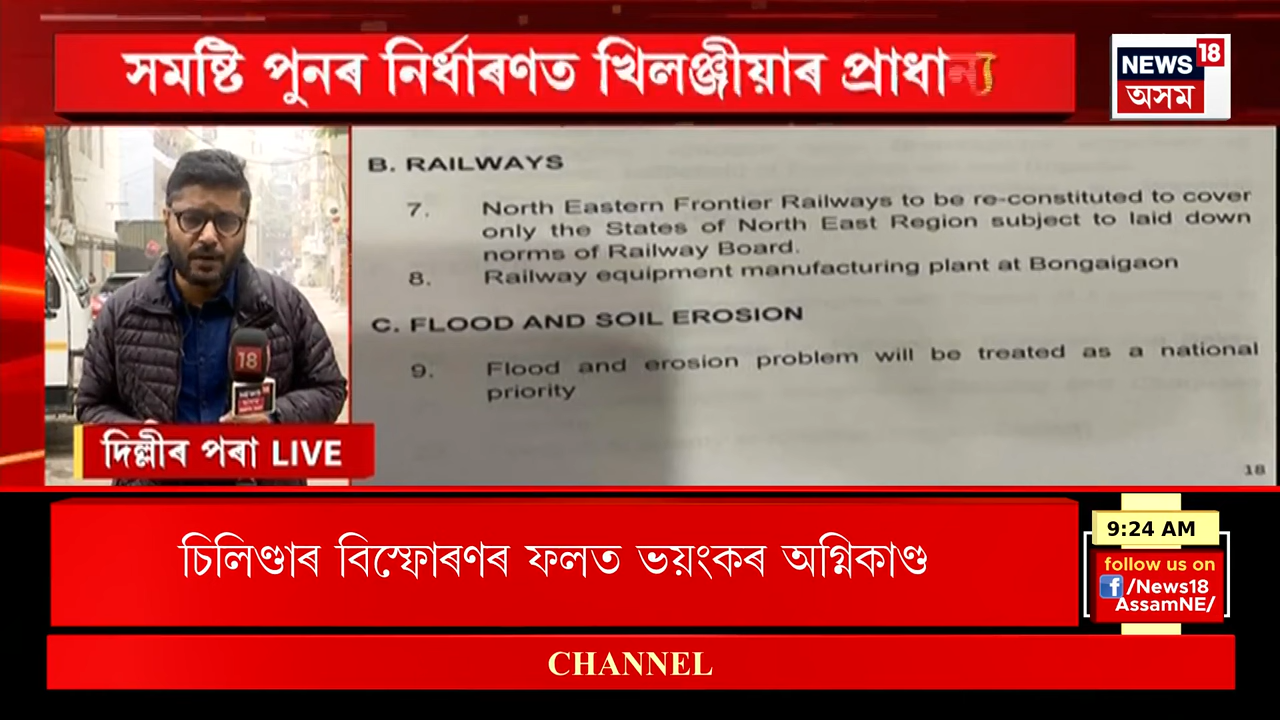 সমষ্টি পুনৰ নিৰ্ধাৰণত খিলঞ্জীয়াৰ প্ৰাধান্য
NEWS 18
অসম
B. RAILWAYS
7. North Eastern Frontier Railways to be re-constituted to cover
only the States of North East Region subject to laid down
norms of Railway Board.
8. Railway equipment manufacturing plant at Bongaigaon
C. FLOOD AND SOIL EROSION
9. Flood and erosion problem will be treated as a national
priority
18
18
NEWS
দিল্লীৰ পৰা LIVE
চিলিণ্ডাৰ বিস্ফোৰণৰ ফলত ভয়ংকৰ অগ্নিকাণ্ড
9:24 AM
follow us on
/News18
AssamNE/
CHANNEL